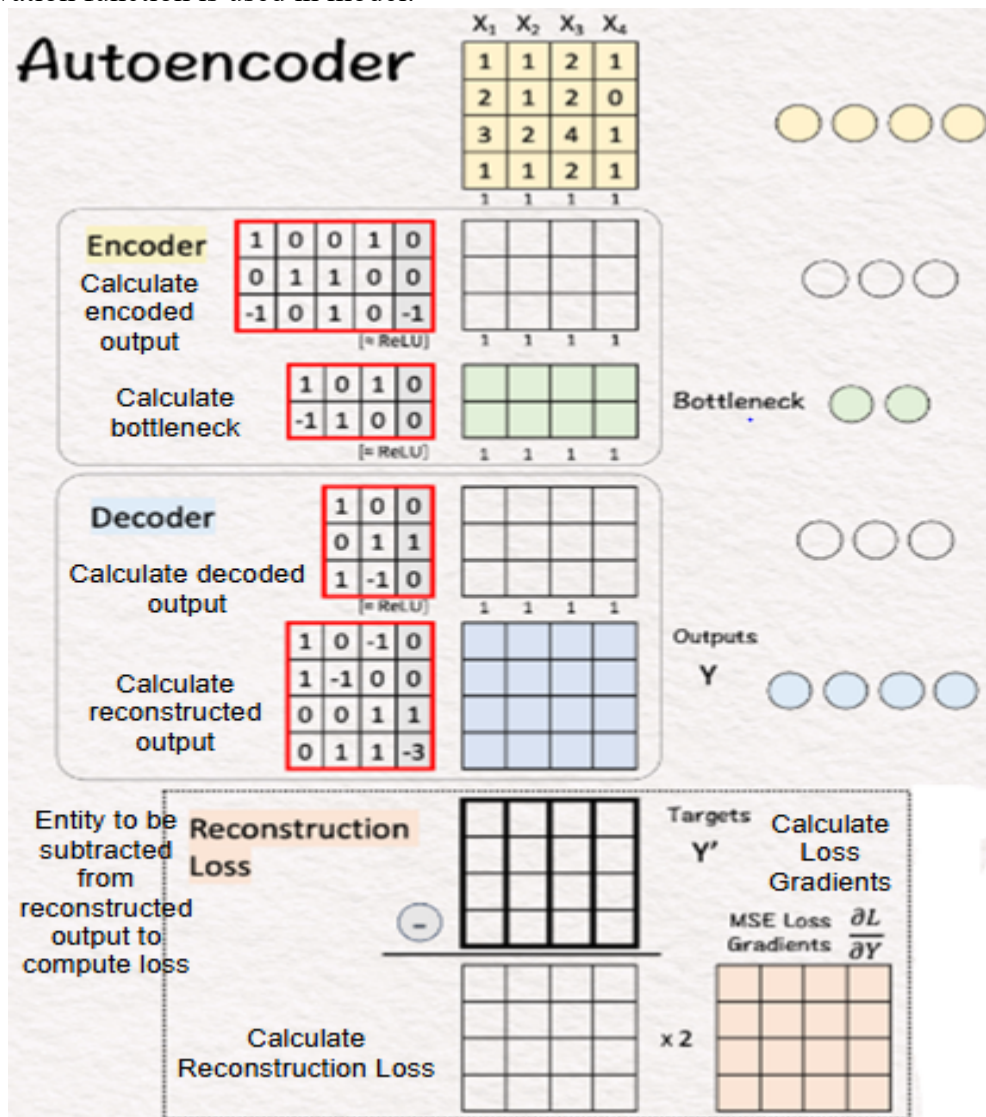 function is used in model.
Autoencoder
X₁ X₂ X₃ X₄
1 1 2 1
2 1 2 0
3 2 4 1
1 1 2 1
1 1 1 1
Encoder
Calculate
encoded
output
1 0 0 1 0
0 1 1 0 0
-1 0 1 0 -1
[≈ ReLU]
1 1 1 1
Calculate
bottleneck
1 0 1 0
-1 1 0 0
[≈ ReLU]
1 1 1 1
Bottleneck
Decoder
Calculate decoded
output
1 0 0
0 1 1
1 -1 0
[≈ ReLU]
1 1 1 1
Calculate
reconstructed
output
1 0 -1 0
1 -1 0 0
0 0 1 1
0 1 1 -3
Outputs
Y
Entity to be
subtracted
from
reconstructed
output to
compute loss
Reconstruction
Loss
-
Targets
Y'
Calculate
Loss
Gradients
MSE Loss ∂L
Gradients ∂Y
Calculate
Reconstruction Loss
x 2